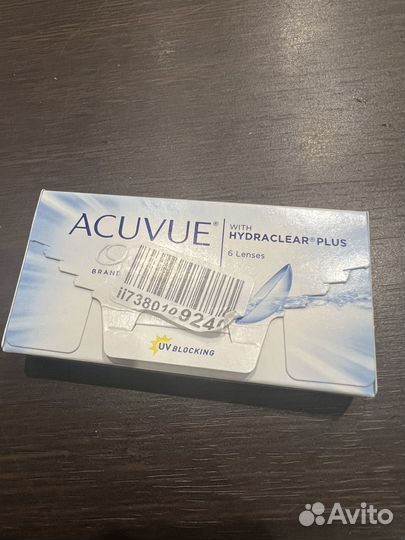 ACUVUE®
WITH
HYDRACLEAR® PLUS
6 Lenses
BRAND
UV BLOCKING
Avito